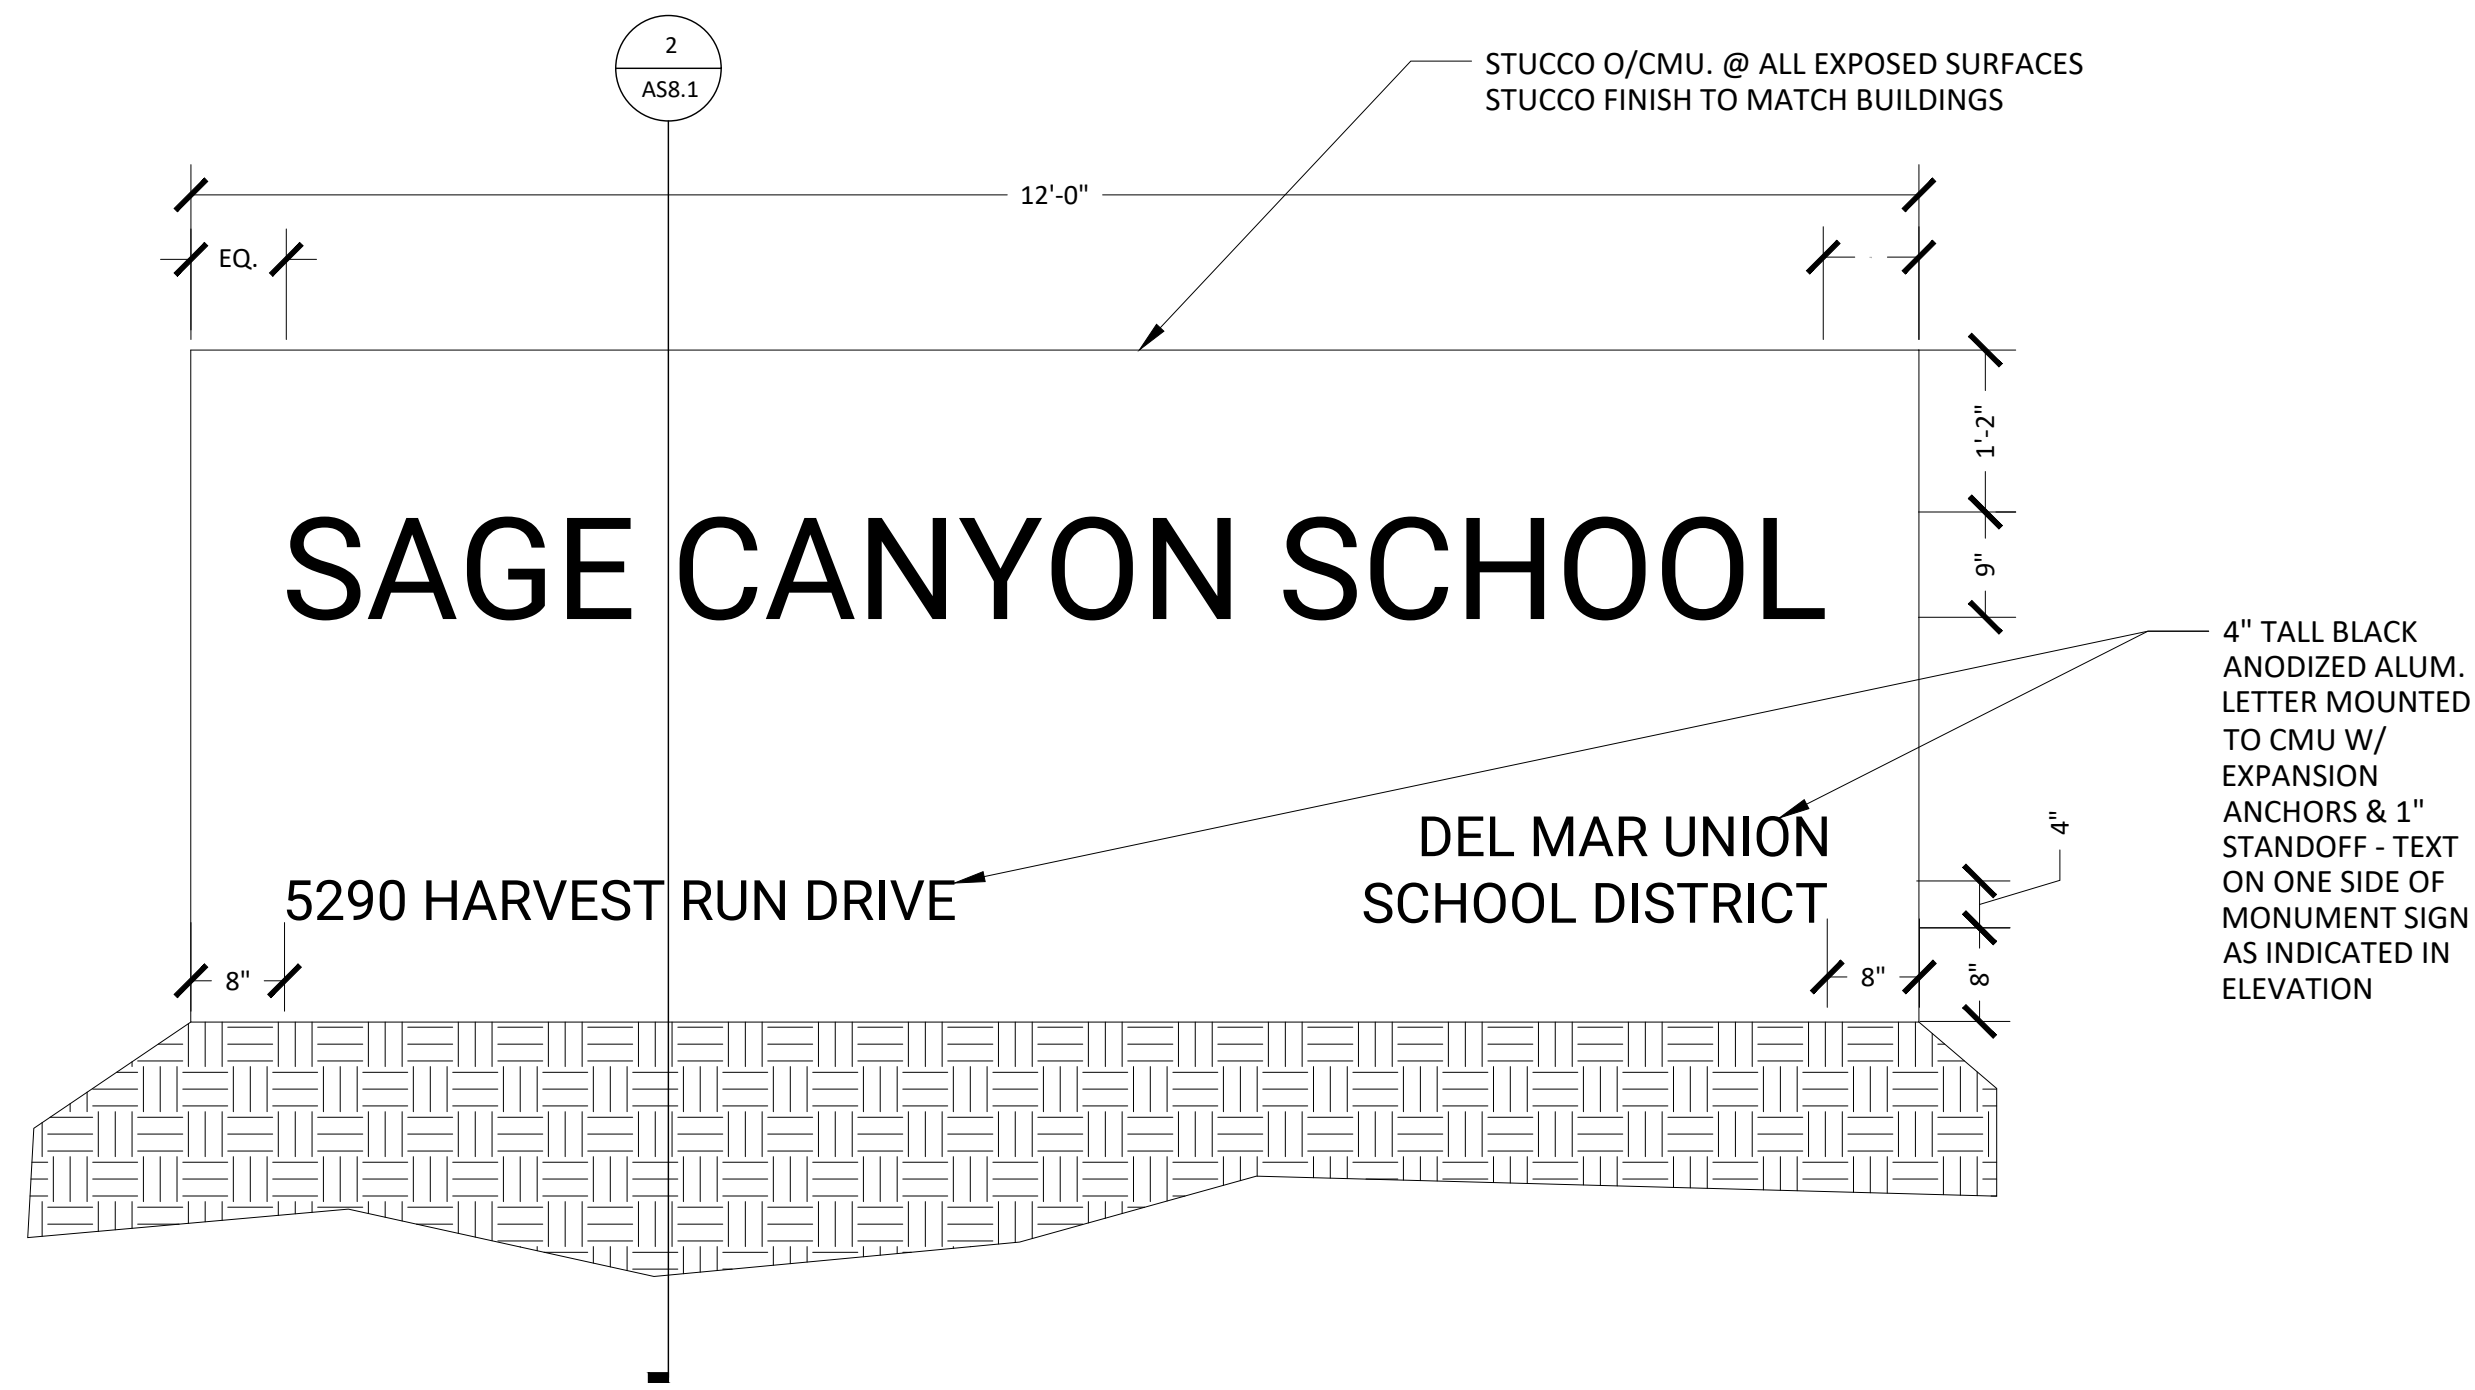 2
AS8.1
STUCCO O/CMU. @ ALL EXPOSED SURFACES
STUCCO FINISH TO MATCH BUILDINGS
12'-0"
EQ.
1'-2"
SAGE CANYON SCHOOL
9"
4" TALL BLACK
ANODIZED ALUM.
LETTER MOUNTED
TO CMU W/
EXPANSION
ANCHORS & 1"
STANDOFF - TEXT
ON ONE SIDE OF
MONUMENT SIGN
AS INDICATED IN
ELEVATION
DEL MAR UNION
SCHOOL DISTRICT
5290 HARVEST RUN DRIVE
4"
8"
8"
8"